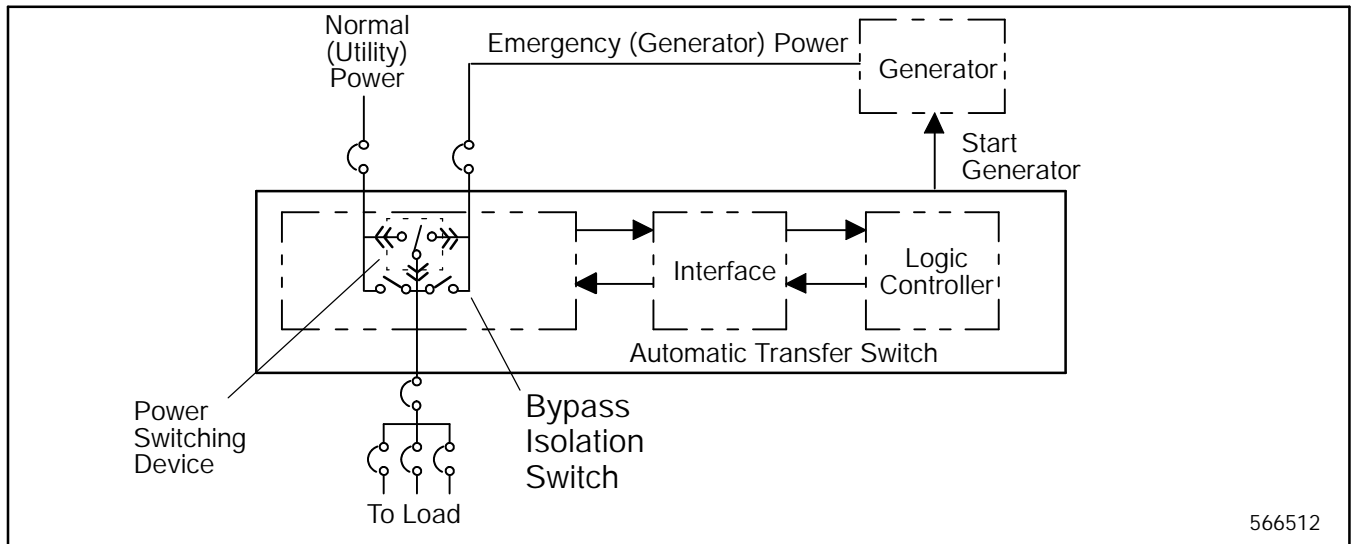 Normal
(Utility)
Power
Emergency (Generator) Power
Generator
Start
Generator
Interface
Logic
Controller
Automatic Transfer Switch
Power
Switching
Device
Bypass
Isolation
Switch
To Load
566512